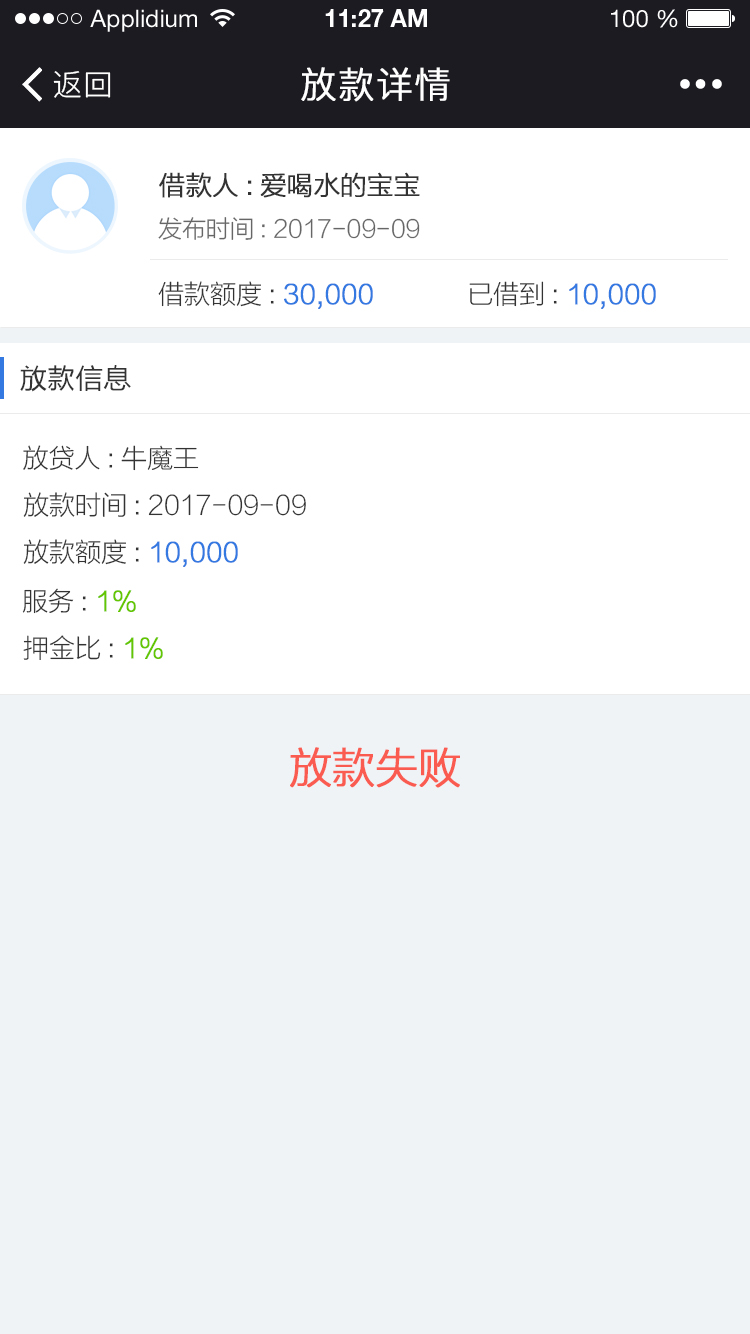 Applidium 11:27 AM 100 %
返回 放款详情
借款人 : 爱喝水的宝宝
发布时间 : 2017-09-09
借款额度 : 30,000 已借到 : 10,000
放款信息
放贷人 : 牛魔王
放款时间 : 2017-09-09
放款额度 : 10,000
服务 : 1%
押金比 : 1%
放款失败